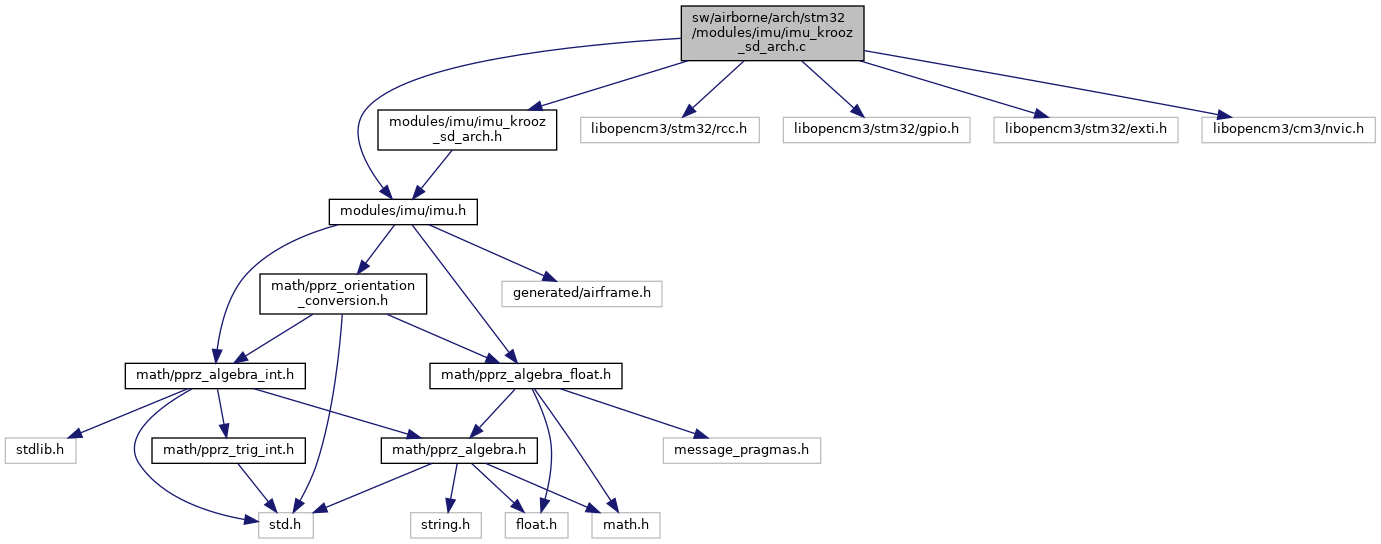 sw/airborne/arch/stm32
/modules/imu/imu_krooz
_sd_arch.c
modules/imu/imu_krooz
_sd_arch.h
libopencm3/stm32/rcc.h
libopencm3/stm32/gpio.h
libopencm3/stm32/exti.h
libopencm3/cm3/nvic.h
modules/imu/imu.h
math/pprz_orientation
_conversion.h
generated/airframe.h
math/pprz_algebra_int.h
math/pprz_algebra_float.h
stdlib.h
math/pprz_trig_int.h
math/pprz_algebra.h
message_pragmas.h
std.h
string.h
float.h
math.h